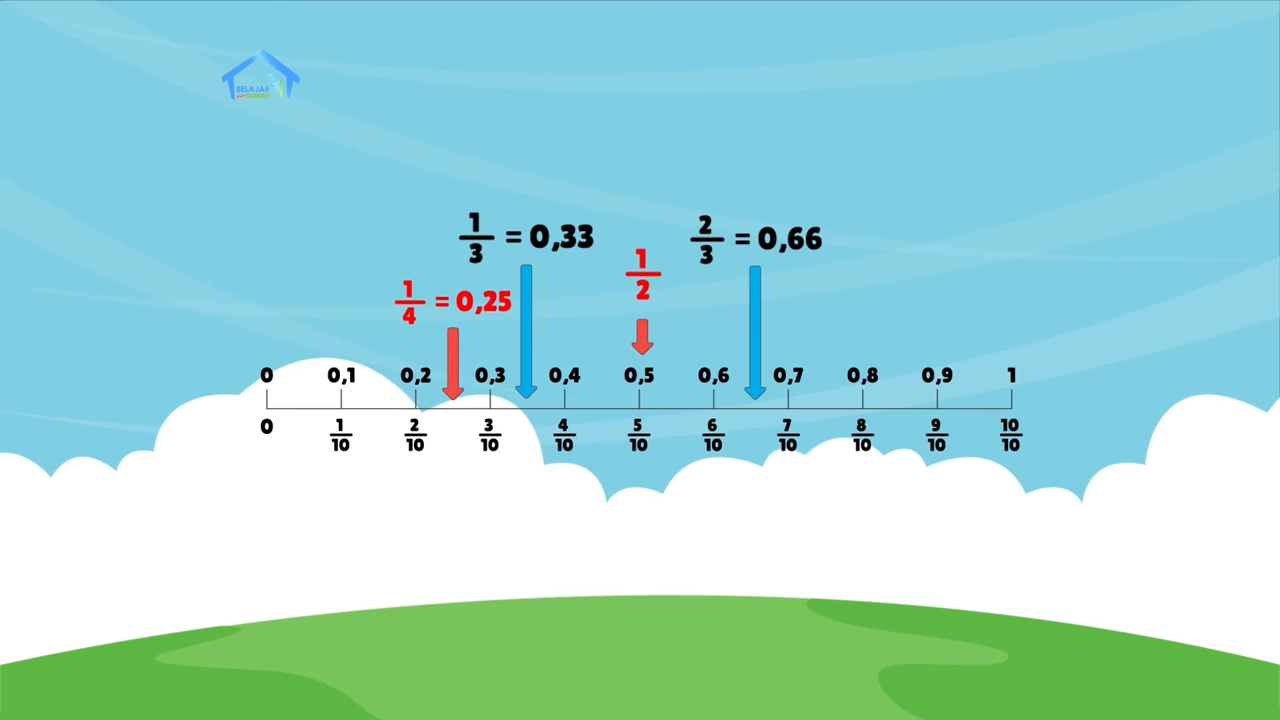 BELAJAR
dari RUMAH
1/3 = 0,33
2/3 = 0,66
1/2
1/4 = 0,25
0 0,1 0,2 0,3 0,4 0,5 0,6 0,7 0,8 0,9 1
0 1/10 2/10 3/10 4/10 5/10 6/10 7/10 8/10 9/10 10/10